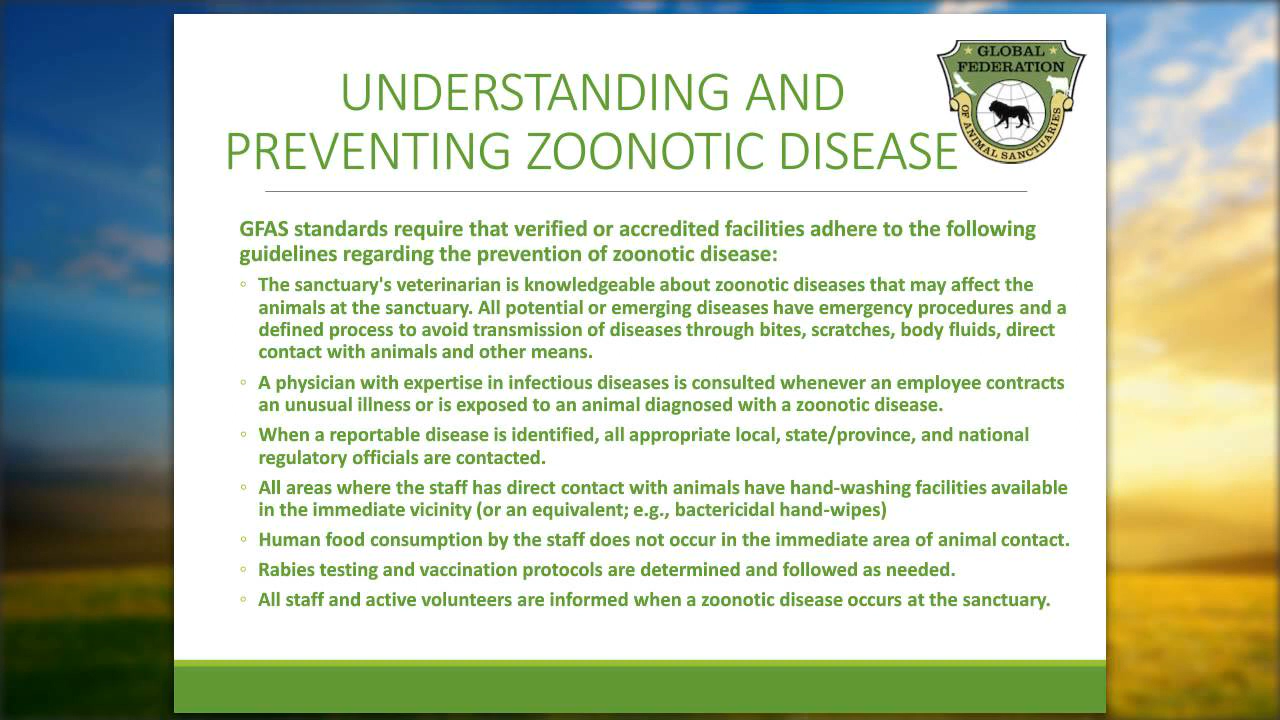 UNDERSTANDING AND
PREVENTING ZOONOTIC DISEASE
GLOBAL
FEDERATION
OF ANIMAL SANCTUARIES
GFAS standards require that verified or accredited facilities adhere to the following
guidelines regarding the prevention of zoonotic disease:
◦ The sanctuary's veterinarian is knowledgeable about zoonotic diseases that may affect the
animals at the sanctuary. All potential or emerging diseases have emergency procedures and a
defined process to avoid transmission of diseases through bites, scratches, body fluids, direct
contact with animals and other means.
◦ A physician with expertise in infectious diseases is consulted whenever an employee contracts
an unusual illness or is exposed to an animal diagnosed with a zoonotic disease.
◦ When a reportable disease is identified, all appropriate local, state/province, and national
regulatory officials are contacted.
◦ All areas where the staff has direct contact with animals have hand-washing facilities available
in the immediate vicinity (or an equivalent; e.g., bactericidal hand-wipes)
◦ Human food consumption by the staff does not occur in the immediate area of animal contact.
◦ Rabies testing and vaccination protocols are determined and followed as needed.
◦ All staff and active volunteers are informed when a zoonotic disease occurs at the sanctuary.